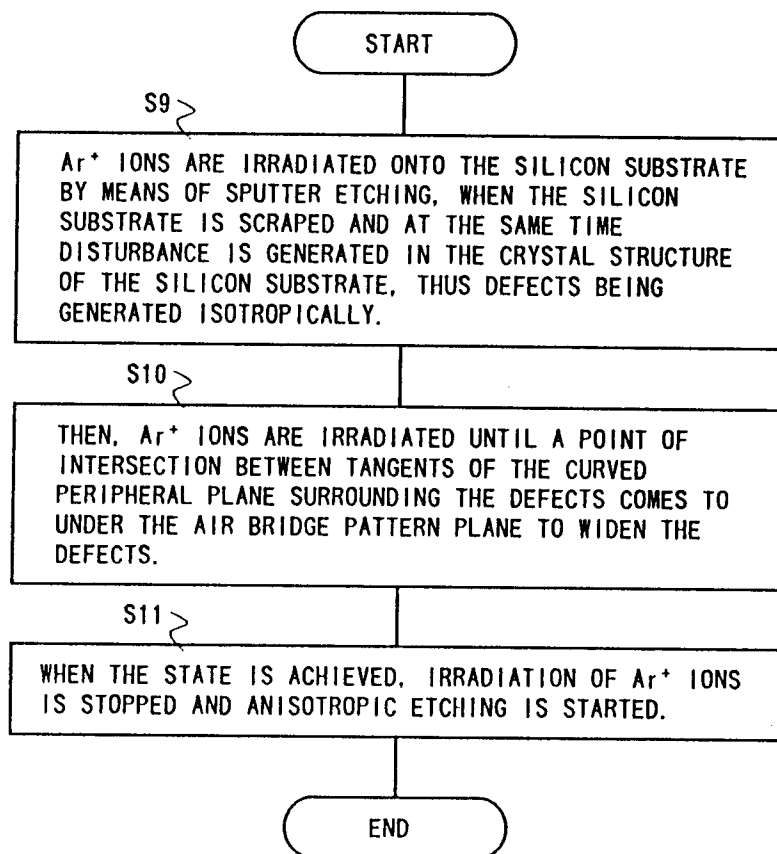 START
S9
Ar⁺ IONS ARE IRRADIATED ONTO THE SILICON SUBSTRATE
BY MEANS OF SPUTTER ETCHING, WHEN THE SILICON
SUBSTRATE IS SCRAPED AND AT THE SAME TIME
DISTURBANCE IS GENERATED IN THE CRYSTAL STRUCTURE
OF THE SILICON SUBSTRATE, THUS DEFECTS BEING
GENERATED ISOTROPICALLY.
S10
THEN, Ar⁺ IONS ARE IRRADIATED UNTIL A POINT OF
INTERSECTION BETWEEN TANGENTS OF THE CURVED
PERIPHERAL PLANE SURROUNDING THE DEFECTS COMES TO
UNDER THE AIR BRIDGE PATTERN PLANE TO WIDEN THE
DEFECTS.
S11
WHEN THE STATE IS ACHIEVED, IRRADIATION OF Ar⁺ IONS
IS STOPPED AND ANISOTROPIC ETCHING IS STARTED.
END